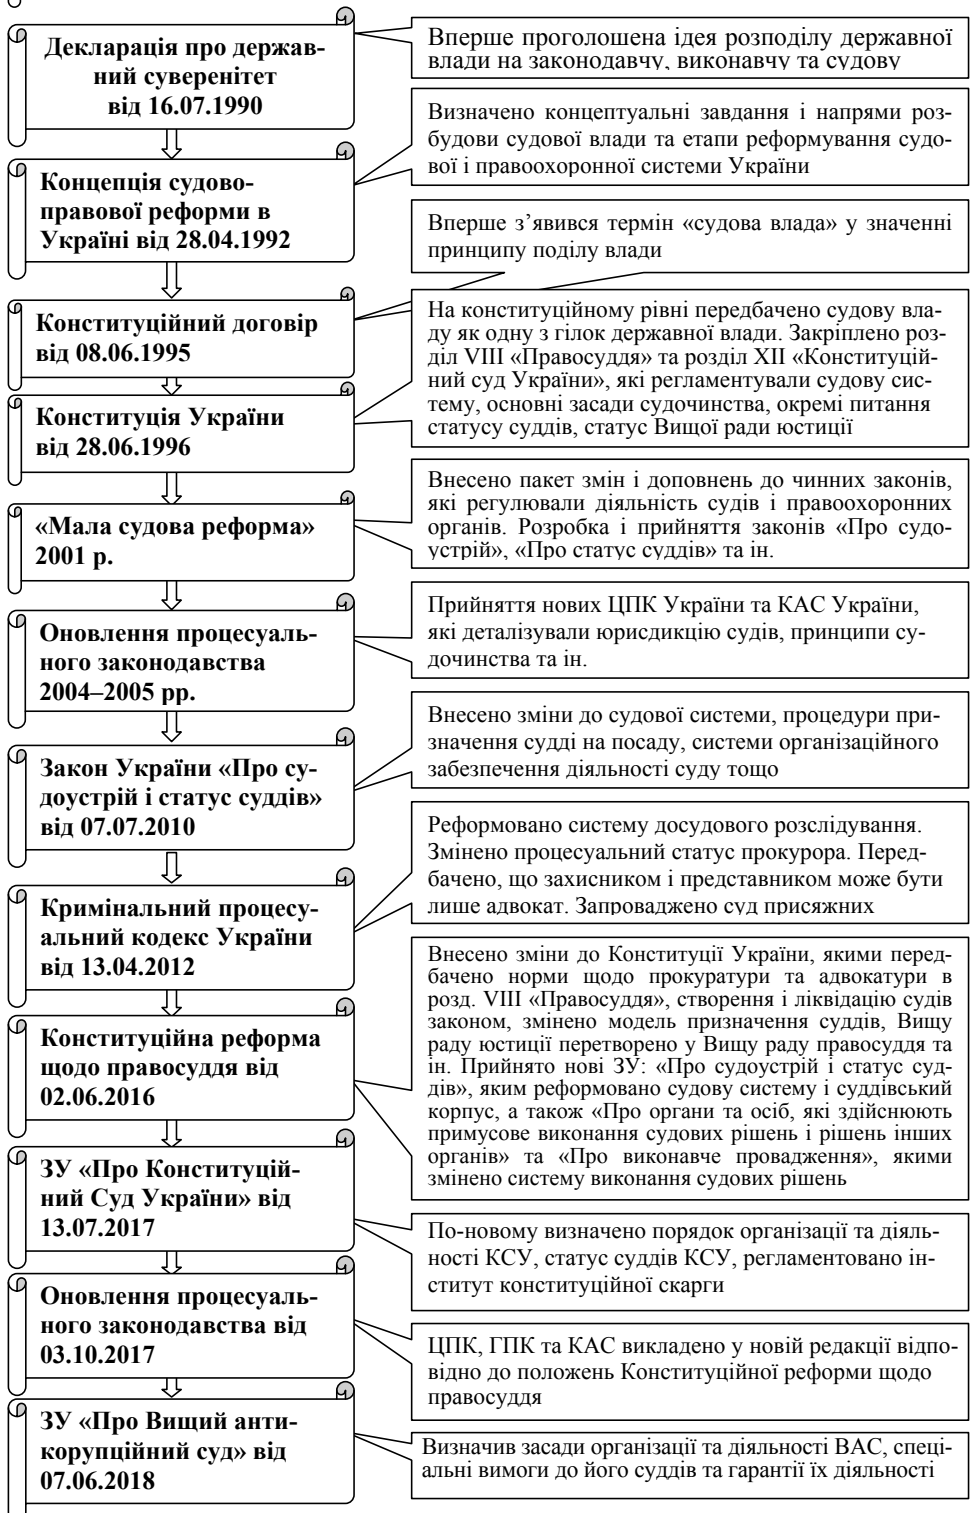 Декларація про держав-
ний суверенітет
від 16.07.1990
Вперше проголошена ідея розподілу державної
влади на законодавчу, виконавчу та судову
Концепція судово-
правової реформи в
Україні від 28.04.1992
Визначено концептуальні завдання і напрями роз-
будови судової влади та етапи реформування судо-
вої і правоохоронної системи України
Конституційний договір
від 08.06.1995
Вперше з’явився термін «судова влада» у значенні
принципу поділу влади
Конституція України
від 28.06.1996
На конституційному рівні передбачено судову вла-
ду як одну з гілок державної влади. Закріплено роз-
діл VIII «Правосуддя» та розділ XII «Конституцій-
ний суд України», які регламентували судову сис-
тему, основні засади судочинства, окремі питання
статусу суддів, статус Вищої ради юстиції
«Мала судова реформа»
2001 р.
Внесено пакет змін і доповнень до чинних законів,
які регулювали діяльність судів і правоохоронних
органів. Розробка і прийняття законів «Про судо-
устрій», «Про статус суддів» та ін.
Оновлення процесуаль-
ного законодавства
2004–2005 рр.
Прийняття нових ЦПК України та КАС України,
які деталізували юрисдикцію судів, принципи су-
дочинства та ін.
Закон України «Про су-
доустрій і статус суддів»
від 07.07.2010
Внесено зміни до судової системи, процедури при-
значення судді на посаду, системи організаційного
забезпечення діяльності суду тощо
Кримінальний процесу-
альний кодекс України
від 13.04.2012
Реформовано систему досудового розслідування.
Змінено процесуальний статус прокурора. Перед-
бачено, що захисником і представником може бути
лише адвокат. Запроваджено суд присяжних
Конституційна реформа
щодо правосуддя від
02.06.2016
Внесено зміни до Конституції України, якими перед-
бачено норми щодо прокуратури та адвокатури в
розд. VIII «Правосуддя», створення і ліквідацію судів
законом, змінено модель призначення суддів, Вищу
раду юстиції перетворено у Вищу раду правосуддя та
ін. Прийнято нові ЗУ: «Про судоустрій і статус суд-
дів», яким реформовано судову систему і суддівський
корпус, а також «Про органи та осіб, які здійснюють
примусове виконання судових рішень і рішень інших
органів» та «Про виконавче провадження», якими
змінено систему виконання судових рішень
ЗУ «Про Конституцій-
ний Суд України» від
13.07.2017
По-новому визначено порядок організації та діяль-
ності КСУ, статус суддів КСУ, регламентовано ін-
ститут конституційної скарги
Оновлення процесуаль-
ного законодавства від
03.10.2017
ЦПК, ГПК та КАС викладено у новій редакції відпо-
відно до положень Конституційної реформи щодо
правосуддя
ЗУ «Про Вищий анти-
корупційний суд» від
07.06.2018
Визначив засади організації та діяльності ВАС, спеці-
альні вимоги до його суддів та гарантії їх діяльності